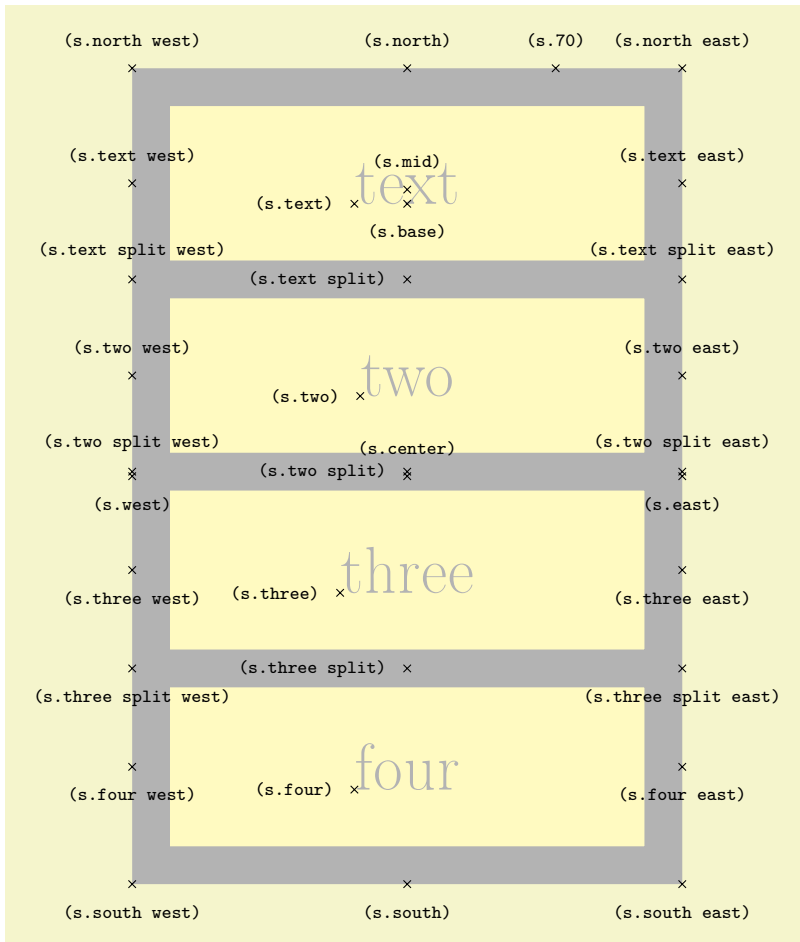 (s.north west) (s.north) (s.70) (s.north east)
(s.text west) (s.mid) (s.text east)
text
(s.text)
(s.base)
(s.text split west) (s.text split) (s.text split east)
(s.two west) (s.two east)
two
(s.two)
(s.two split west) (s.center) (s.two split east)
(s.two split)
(s.west) (s.east)
three
(s.three west) (s.three) (s.three east)
(s.three split)
(s.three split west) (s.three split east)
four
(s.four west) (s.four) (s.four east)
(s.south west) (s.south) (s.south east)